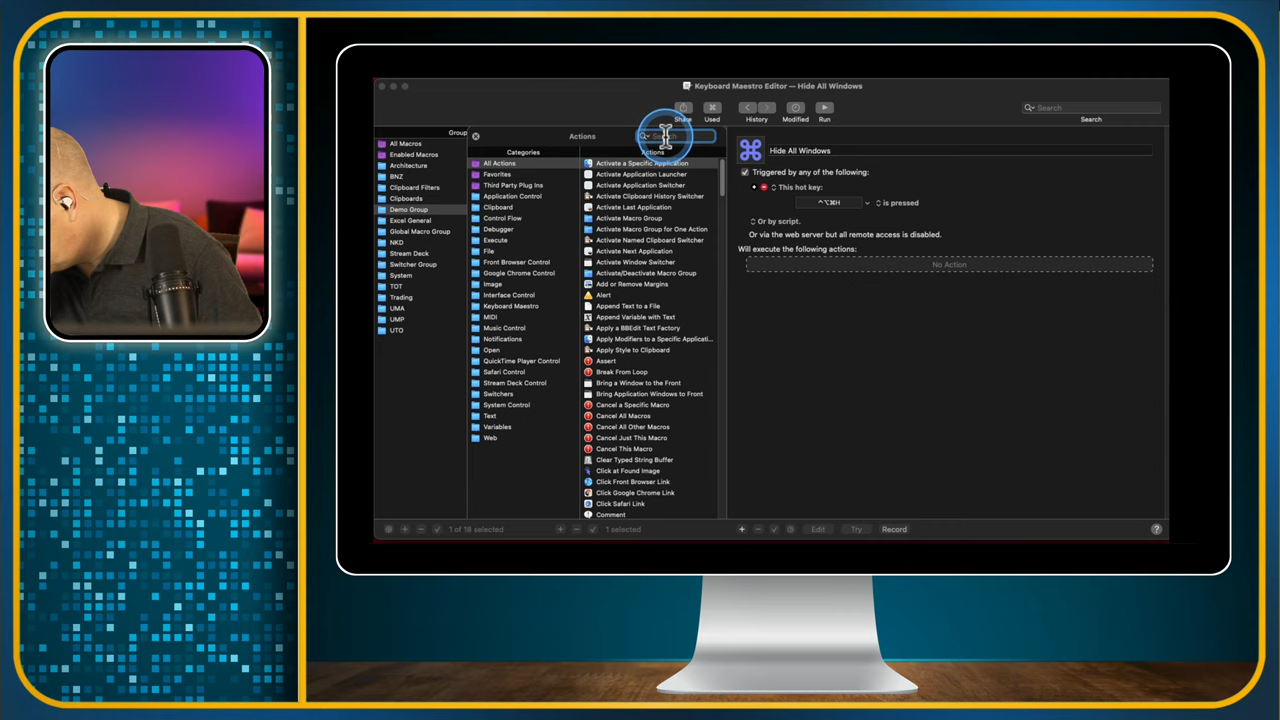 Keyboard Maestro Editor — Hide All Windows
Share
Used
History
Modified
Run
Search
Search
Group
All Macros
Enabled Macros
Architecture
BNZ
Clipboard Filters
Clipboards
Demo Group
Excel General
Global Macro Group
NKD
Stream Deck
Switcher Group
System
TOT
Trading
UMA
UMP
UTO
Actions
Search
Categories
All Actions
Favorites
Third Party Plug Ins
Application Control
Clipboard
Control Flow
Debugger
Execute
File
Front Browser Control
Google Chrome Control
Image
Interface Control
Keyboard Maestro
MIDI
Music Control
Notifications
Open
QuickTime Player Control
Safari Control
Stream Deck Control
Switchers
System Control
Text
Variables
Web
Actions
Activate a Specific Application
Activate Application Launcher
Activate Application Switcher
Activate Clipboard History Switcher
Activate Last Application
Activate Macro Group
Activate Macro Group for One Action
Activate Named Clipboard Switcher
Activate Next Application
Activate Window Switcher
Activate/Deactivate Macro Group
Add or Remove Margins
Alert
Append Text to a File
Append Variable with Text
Apply a BBEdit Text Factory
Apply Modifiers to a Specific Applicati...
Apply Style to Clipboard
Assert
Break From Loop
Bring a Window to the Front
Bring Application Windows to Front
Cancel a Specific Macro
Cancel All Macros
Cancel All Other Macros
Cancel Just This Macro
Cancel This Macro
Clear Typed String Buffer
Click at Found Image
Click Front Browser Link
Click Google Chrome Link
Click Safari Link
Comment
Hide All Windows
Triggered by any of the following:
This hot key:
⌃⌥⌘H
is pressed
Or by script.
Or via the web server but all remote access is disabled.
Will execute the following actions:
No Action
1 of 18 selected
1 selected
Edit
Try
Record
?